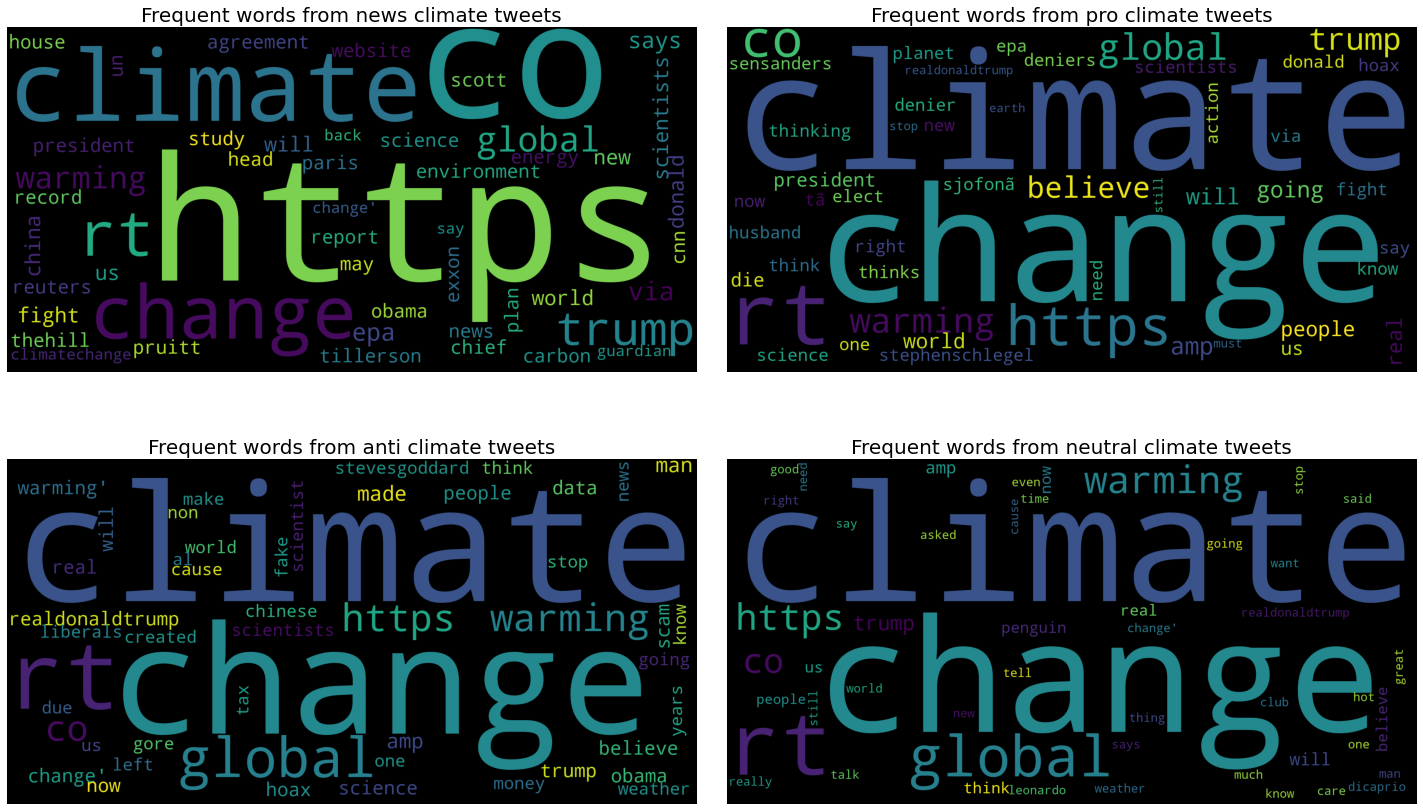 Frequent words from news climate tweets
house
agreement
website
says
un
climate
co
scott
scientists
study
will
back
science
global
president
head
paris
energy
new
warming
environment
donald
record
https
change'
rt
report
say
china
cnn
us
may
exxon
reuters
change
plan
world
via
fight
obama
trump
thehill
epa
news
climatechange
pruitt
tillerson
chief
carbon
guardian
Frequent words from pro climate tweets
co
planet
epa
global
trump
sensanders
realdonaldtrump
deniers
scientists
donald
hoax
climate
denier
earth
action
thinking
stop
new
via
president
sjofonã
believe
still
will
going
fight
now
tã
elect
change
husband
right
say
die
think
thinks
need
know
rt
warming
https
people
one
world
amp
must
us
real
science
stephenschlegel
Frequent words from anti climate tweets
stevesgoddard
think
man
warming'
make
made
people
data
news
climate
non
scientist
will
world
al
fake
real
cause
stop
realdonaldtrump
chinese
https
warming
scam
know
liberals
created
scientists
rt
change
going
due
tax
years
co
us
gore
global
amp
believe
left
one
change'
now
hoax
science
money
trump
obama
weather
Frequent words from neutral climate tweets
good
need
amp
now
warming
even
stop
right
time
said
climate
say
cause
asked
going
want
https
trump
real
realdonaldtrump
penguin
change'
co
us
change
tell
great
people
still
world
hot
club
believe
rt
new
thing
one
global
says
will
really
talk
think
much
man
leonardo
weather
know
care
dicaprio